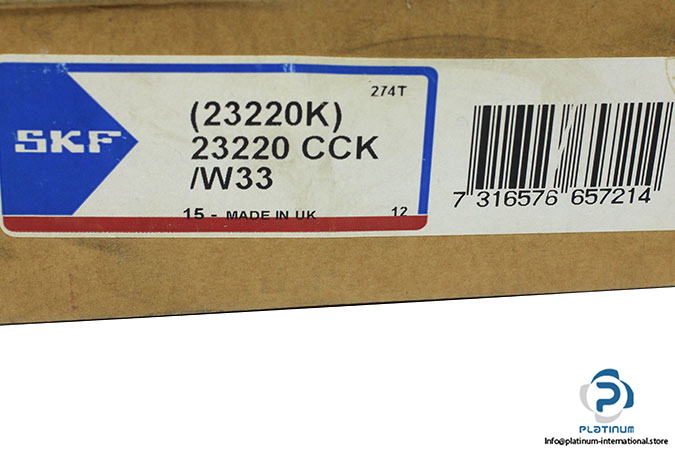 274T
(23220K)
SKF
23220 CCK
/W33
15 - MADE IN UK 12
7 316576 657214
PLATINUM
Info@platinum-international.store